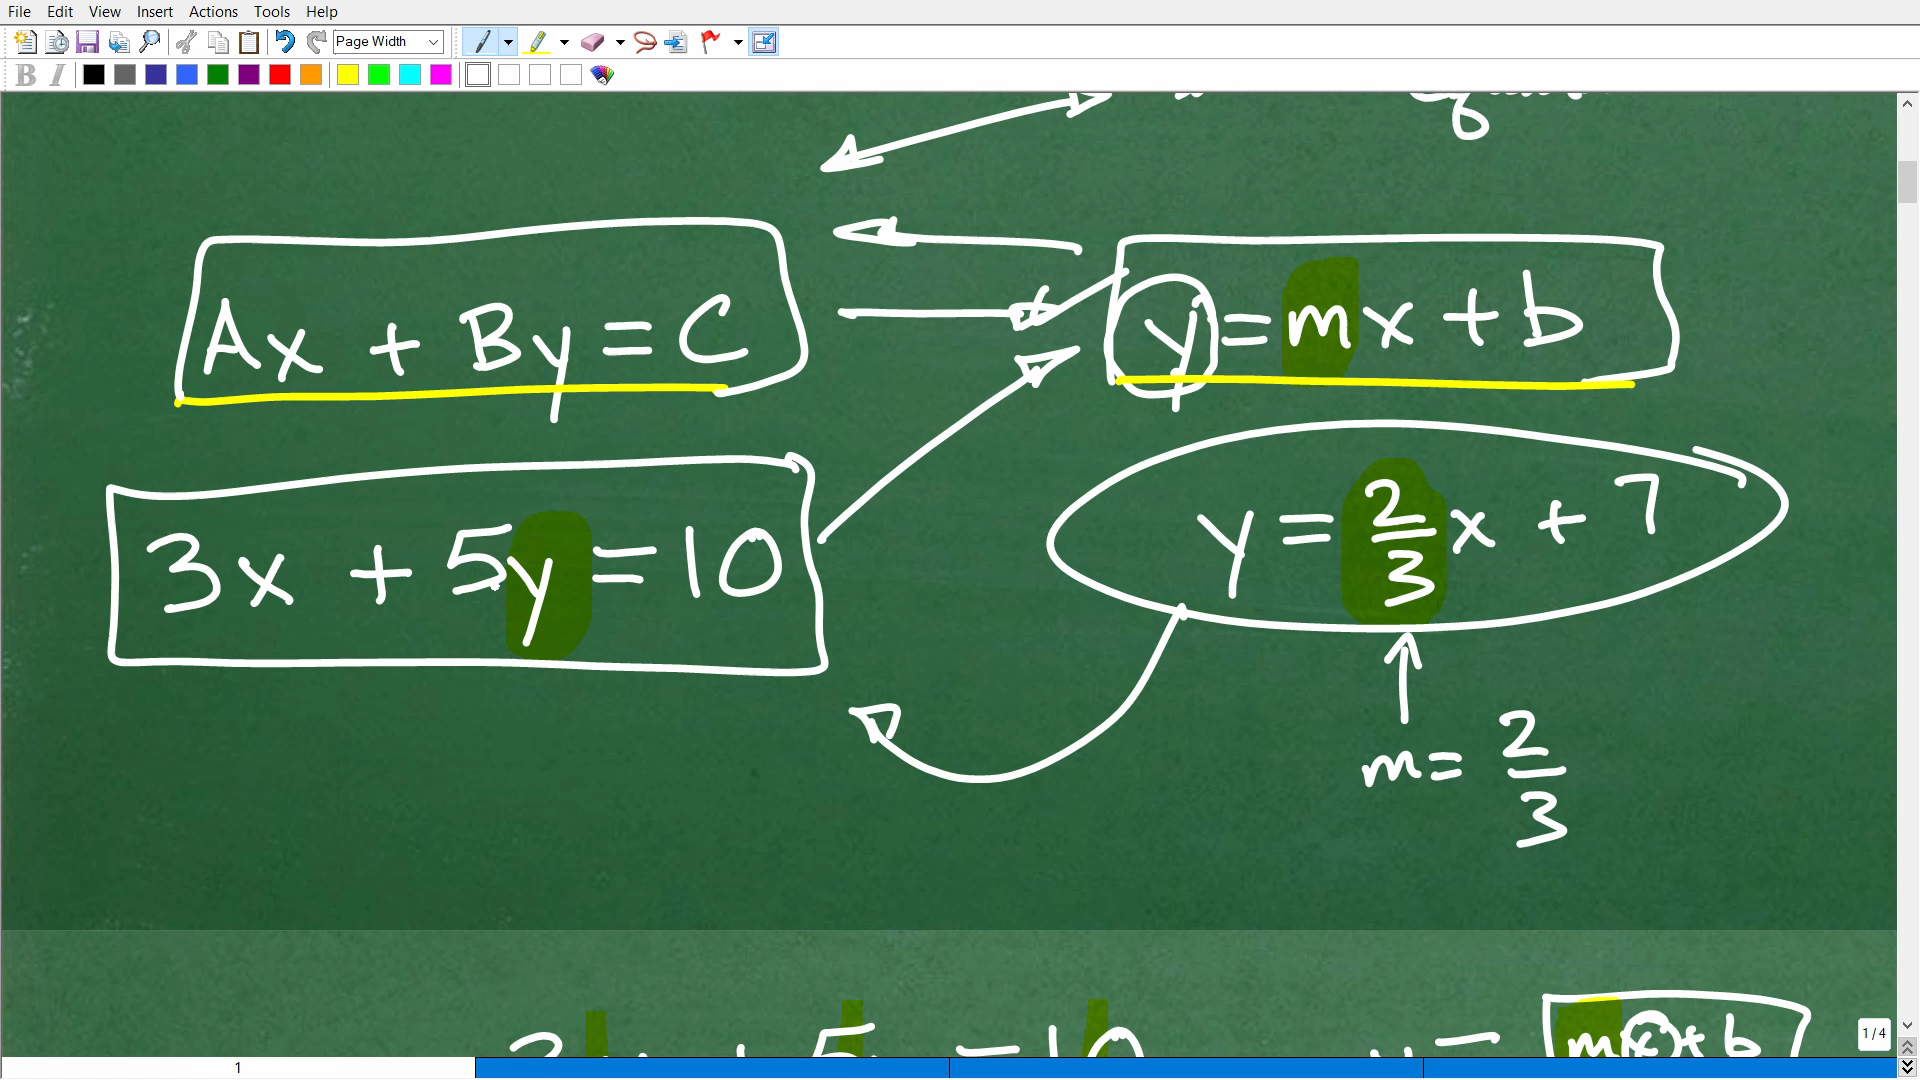 File Edit View Insert Actions Tools Help
Page Width
B I
Ax + By = C
y = mx + b
3x + 5y = 10
y = 2/3 x + 7
m = 2/3
mx + b
1 / 4
1